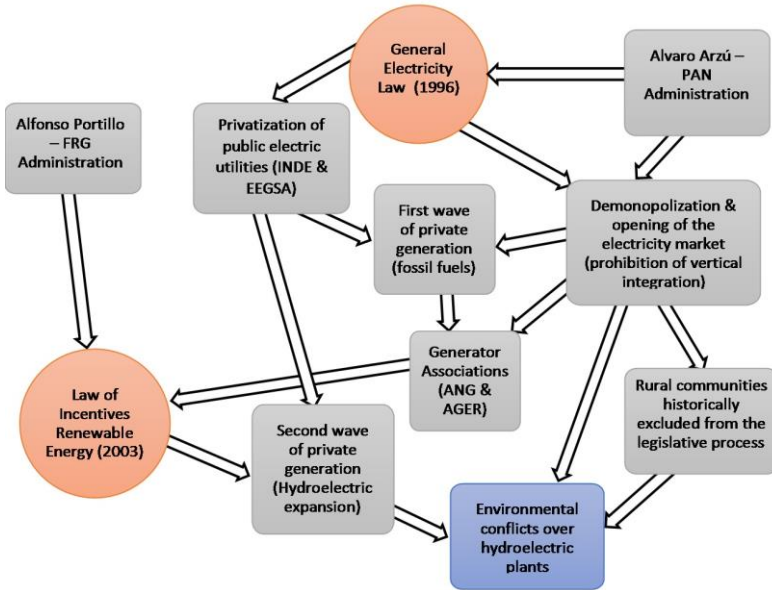 General
Electricity
Law (1996)
Alvaro Arzú –
PAN
Administration
Alfonso Portillo
– FRG
Administration
Privatization of
public electric
utilities (INDE &
EEGSA)
First wave
of private
generation
(fossil fuels)
Demonopolization &
opening of the
electricity market
(prohibition of vertical
integration)
Generator
Associations
(ANG &
AGER)
Law of
Incentives
Renewable
Energy (2003)
Second wave
of private
generation
(Hydroelectric
expansion)
Rural communities
historically
excluded from the
legislative process
Environmental
conflicts over
hydroelectric
plants